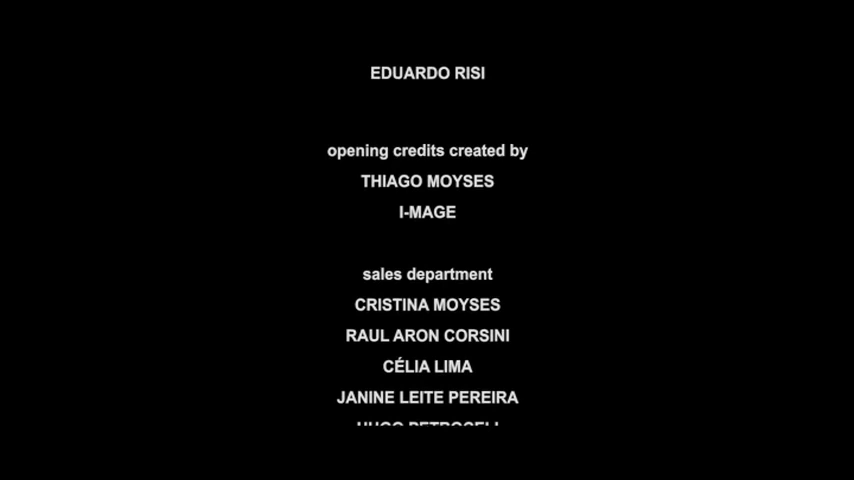 EDUARDO RISI
opening credits created by
THIAGO MOYSES
I-MAGE
sales department
CRISTINA MOYSES
RAUL ARON CORSINI
CÉLIA LIMA
JANINE LEITE PEREIRA